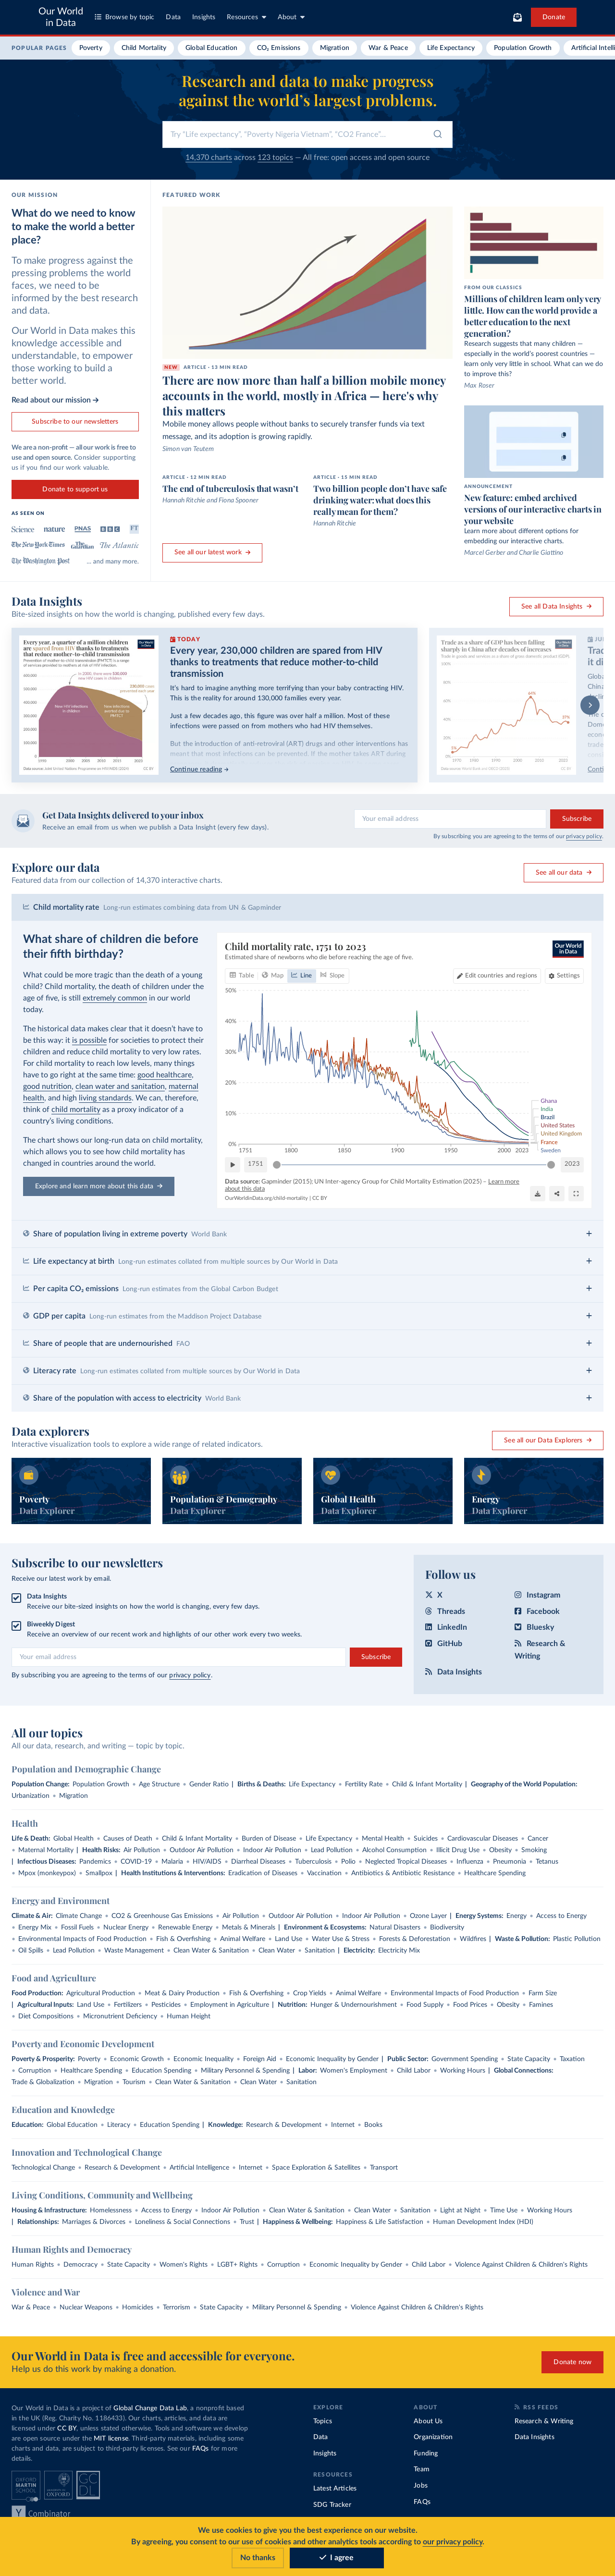 Our World
in Data
Browse by topic
Data
Insights
Resources
About
Donate
POPULAR PAGES
Poverty
Child Mortality
Global Education
CO₂ Emissions
Migration
War & Peace
Life Expectancy
Population Growth
Artificial Intelli
Research and data to make progress
against the world's largest problems.
Try "Life expectancy", "Poverty Nigeria Vietnam", "CO2 France"...
14,370 charts across 123 topics — All free: open access and open source
OUR MISSION
What do we need to know to make the world a better place?
To make progress against the pressing problems the world faces, we need to be informed by the best research and data.
Our World in Data makes this knowledge accessible and understandable, to empower those working to build a better world.
Read about our mission →
Subscribe to our newsletters
We are a non-profit — all our work is free to use and open source. Consider supporting us if you find our work valuable.
Donate to support us
AS SEEN ON
Science
nature
PNAS
BBC
FT
The New York Times
The Guardian
The Atlantic
The Washington Post
... and many more.
FEATURED WORK
NEW
ARTICLE • 13 MIN READ
There are now more than half a billion mobile money accounts in the world, mostly in Africa — here's why this matters
Mobile money allows people without banks to securely transfer funds via text message, and its adoption is growing rapidly.
Simon van Teutem
ARTICLE • 12 MIN READ
The end of tuberculosis that wasn't
Hannah Ritchie and Fiona Spooner
ARTICLE • 15 MIN READ
Two billion people don't have safe drinking water: what does this really mean for them?
Hannah Ritchie
See all our latest work →
FROM OUR CLASSICS
Millions of children learn only very little. How can the world provide a better education to the next generation?
Research suggests that many children — especially in the world's poorest countries — learn only very little in school. What can we do to improve this?
Max Roser
ANNOUNCEMENT
New feature: embed archived versions of our interactive charts in your website
Learn more about different options for embedding our interactive charts.
Marcel Gerber and Charlie Giattino
Data Insights
Bite-sized insights on how the world is changing, published every few days.
See all Data Insights →
Every year, a quarter of a million children are spared from HIV thanks to treatments that reduce mother-to-child transmission
TODAY
Every year, 230,000 children are spared from HIV thanks to treatments that reduce mother-to-child transmission
It's hard to imagine anything more terrifying than your baby contracting HIV. This is the reality for around 130,000 families every year.
Just a few decades ago, this figure was over half a million. Most of these infections were passed on from mothers who had HIV themselves.
But the introduction of anti-retroviral (ART) drugs and other interventions has meant that most infections can be prevented. If the mother takes ART during
Continue reading →
Trade as a share of GDP has been falling sharply in China after decades of increases
Get Data Insights delivered to your inbox
Receive an email from us when we publish a Data Insight (every few days).
Your email address
Subscribe
By subscribing you are agreeing to the terms of our privacy policy.
Explore our data
Featured data from our collection of 14,370 interactive charts.
See all our data →
Child mortality rate Long-run estimates combining data from UN & Gapminder
What share of children die before their fifth birthday?
What could be more tragic than the death of a young child? Child mortality, the death of children under the age of five, is still extremely common in our world today.
The historical data makes clear that it doesn't have to be this way: it is possible for societies to protect their children and reduce child mortality to very low rates. For child mortality to reach low levels, many things have to go right at the same time: good healthcare, good nutrition, clean water and sanitation, maternal health, and high living standards. We can, therefore, think of child mortality as a proxy indicator of a country's living conditions.
The chart shows our long-run data on child mortality, which allows you to see how child mortality has changed in countries around the world.
Explore and learn more about this data →
Child mortality rate, 1751 to 2023
Estimated share of newborns who die before reaching the age of five.
Our World
in Data
Table
Map
Line
Slope
Edit countries and regions
Settings
50%
40%
30%
20%
10%
0%
1751
1800
1850
1900
1950
2000
2023
Ghana
India
Brazil
United States
United Kingdom
France
Sweden
1751
2023
Data source: Gapminder (2015); UN Inter-agency Group for Child Mortality Estimation (2025) – Learn more about this data
OurWorldinData.org/child-mortality | CC BY
Share of population living in extreme poverty World Bank
Life expectancy at birth Long-run estimates collated from multiple sources by Our World in Data
Per capita CO₂ emissions Long-run estimates from the Global Carbon Budget
GDP per capita Long-run estimates from the Maddison Project Database
Share of people that are undernourished FAO
Literacy rate Long-run estimates collated from multiple sources by Our World in Data
Share of the population with access to electricity World Bank
Data explorers
Interactive visualization tools to explore a wide range of related indicators.
See all our Data Explorers →
Poverty
Data Explorer
Population & Demography
Data Explorer
Global Health
Data Explorer
Energy
Data Explorer
Subscribe to our newsletters
Receive our latest work by email.
Data Insights
Receive our bite-sized insights on how the world is changing, every few days.
Biweekly Digest
Receive an overview of our recent work and highlights of our other work every two weeks.
Your email address
Subscribe
By subscribing you are agreeing to the terms of our privacy policy.
Follow us
X
Instagram
Threads
Facebook
LinkedIn
Bluesky
GitHub
Research & Writing
Data Insights
All our topics
All our data, research, and writing — topic by topic.
Population and Demographic Change
Population Change: Population Growth • Age Structure • Gender Ratio | Births & Deaths: Life Expectancy • Fertility Rate • Child & Infant Mortality | Geography of the World Population:
Urbanization • Migration
Health
Life & Death: Global Health • Causes of Death • Child & Infant Mortality • Burden of Disease • Life Expectancy • Mental Health • Suicides • Cardiovascular Diseases • Cancer
• Maternal Mortality | Health Risks: Air Pollution • Outdoor Air Pollution • Indoor Air Pollution • Lead Pollution • Alcohol Consumption • Illicit Drug Use • Obesity • Smoking
| Infectious Diseases: Pandemics • COVID-19 • Malaria • HIV/AIDS • Diarrheal Diseases • Tuberculosis • Polio • Neglected Tropical Diseases • Influenza • Pneumonia • Tetanus
• Mpox (monkeypox) • Smallpox | Health Institutions & Interventions: Eradication of Diseases • Vaccination • Antibiotics & Antibiotic Resistance • Healthcare Spending
Energy and Environment
Climate & Air: Climate Change • CO2 & Greenhouse Gas Emissions • Air Pollution • Outdoor Air Pollution • Indoor Air Pollution • Ozone Layer | Energy Systems: Energy • Access to Energy
• Energy Mix • Fossil Fuels • Nuclear Energy • Renewable Energy • Metals & Minerals | Environment & Ecosystems: Natural Disasters • Biodiversity
• Environmental Impacts of Food Production • Fish & Overfishing • Animal Welfare • Land Use • Water Use & Stress • Forests & Deforestation • Wildfires | Waste & Pollution: Plastic Pollution
• Oil Spills • Lead Pollution • Waste Management • Clean Water & Sanitation • Clean Water • Sanitation | Electricity: Electricity Mix
Food and Agriculture
Food Production: Agricultural Production • Meat & Dairy Production • Fish & Overfishing • Crop Yields • Animal Welfare • Environmental Impacts of Food Production • Farm Size
| Agricultural Inputs: Land Use • Fertilizers • Pesticides • Employment in Agriculture | Nutrition: Hunger & Undernourishment • Food Supply • Food Prices • Obesity • Famines
• Diet Compositions • Micronutrient Deficiency • Human Height
Poverty and Economic Development
Poverty & Prosperity: Poverty • Economic Growth • Economic Inequality • Foreign Aid • Economic Inequality by Gender | Public Sector: Government Spending • State Capacity • Taxation
• Corruption • Healthcare Spending • Education Spending • Military Personnel & Spending | Labor: Women's Employment • Child Labor • Working Hours | Global Connections:
Trade & Globalization • Migration • Tourism • Clean Water & Sanitation • Clean Water • Sanitation
Education and Knowledge
Education: Global Education • Literacy • Education Spending | Knowledge: Research & Development • Internet • Books
Innovation and Technological Change
Technological Change • Research & Development • Artificial Intelligence • Internet • Space Exploration & Satellites • Transport
Living Conditions, Community and Wellbeing
Housing & Infrastructure: Homelessness • Access to Energy • Indoor Air Pollution • Clean Water & Sanitation • Clean Water • Sanitation • Light at Night • Time Use • Working Hours
| Relationships: Marriages & Divorces • Loneliness & Social Connections • Trust | Happiness & Wellbeing: Happiness & Life Satisfaction • Human Development Index (HDI)
Human Rights and Democracy
Human Rights • Democracy • State Capacity • Women's Rights • LGBT+ Rights • Corruption • Economic Inequality by Gender • Child Labor • Violence Against Children & Children's Rights
Violence and War
War & Peace • Nuclear Weapons • Homicides • Terrorism • State Capacity • Military Personnel & Spending • Violence Against Children & Children's Rights
Our World in Data is free and accessible for everyone.
Help us do this work by making a donation.
Donate now
Our World in Data is a project of Global Change Data Lab, a nonprofit based in the UK (Reg. Charity No. 1186433). Our charts, articles, and data are licensed under CC BY, unless stated otherwise. Tools and software we develop are open source under the MIT license. Third-party materials, including some charts and data, are subject to third-party licenses. See our FAQs for more details.
OXFORD MARTIN SCHOOL
UNIVERSITY OF OXFORD
GCDL
Y Combinator
EXPLORE
Topics
Data
Insights
RESOURCES
Latest Articles
SDG Tracker
ABOUT
About Us
Organization
Funding
Team
Jobs
FAQs
RSS FEEDS
Research & Writing
Data Insights
We use cookies to give you the best experience on our website.
By agreeing, you consent to our use of cookies and other analytics tools according to our privacy policy.
No thanks
I agree